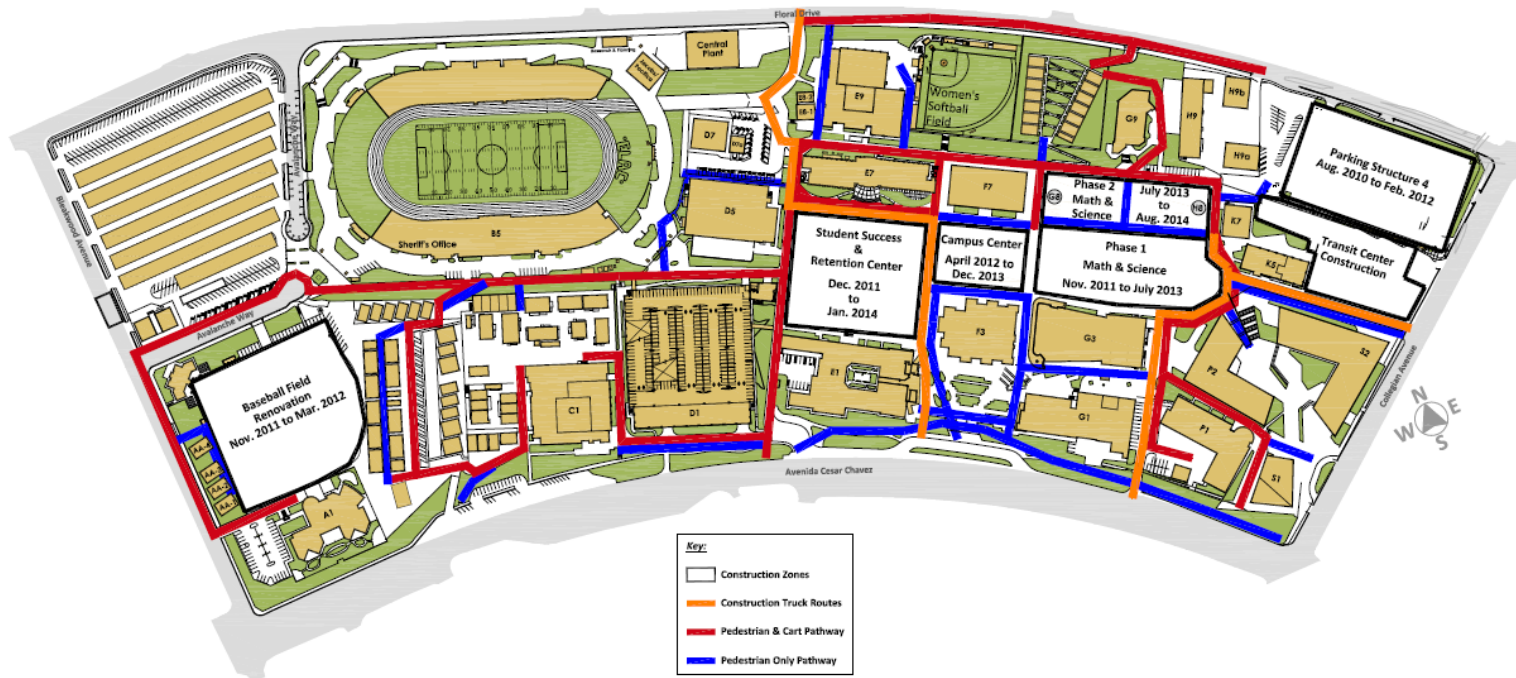 Floral Drive
Central
Plant
E9
Women's
Softball
Field
F9
G9
H9
H9b
H9a
D7
Parking Structure 4
Aug. 2010 to Feb. 2012
Bleakwood Avenue
ELAC
E7
F7
G8
Phase 2
Math &
Science
July 2013
to
Aug. 2014
H8
K7
K5
Transit Center
Construction
D5
B5
Sheriff's Office
Student Success
&
Retention Center
Dec. 2011
to
Jan. 2014
Campus Center
April 2012 to
Dec. 2013
Phase 1
Math & Science
Nov. 2011 to July 2013
Avalanche Way
Baseball Field
Renovation
Nov. 2011 to Mar. 2012
F3
G3
E1
P2
S2
Collegian Avenue
C1
D1
G1
P1
S1
A1
N
W
E
S
Avenida Cesar Chavez
Key:
Construction Zones
Construction Truck Routes
Pedestrian & Cart Pathway
Pedestrian Only Pathway